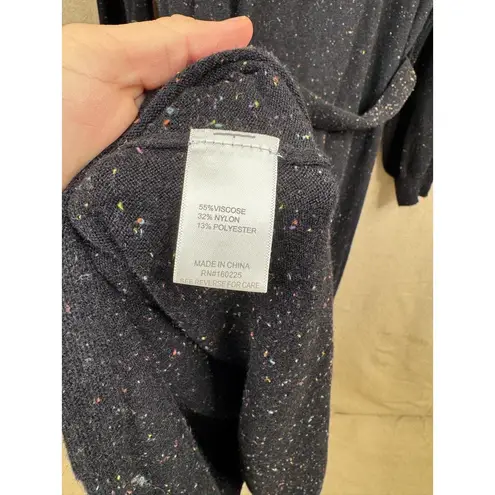 55%VISCOSE
32% NYLON
13% POLYESTER
MADE IN CHINA
RN#160225
SEE REVERSE FOR CARE